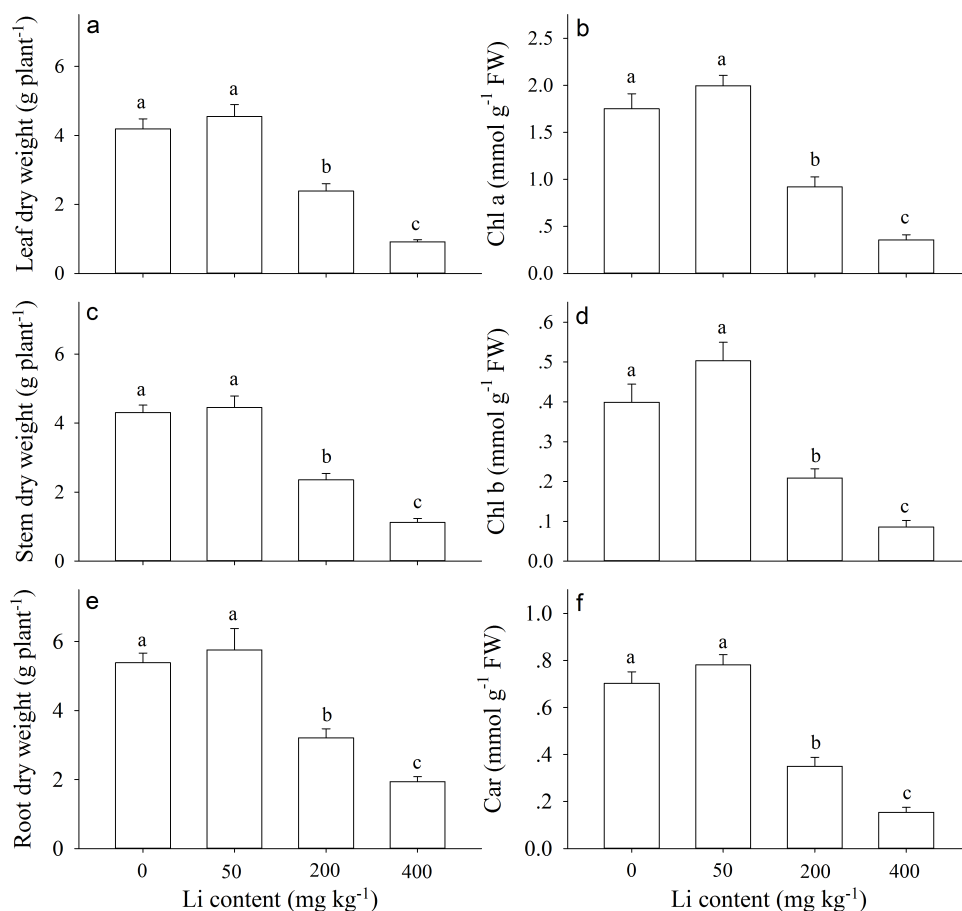 a
Leaf dry weight (g plant⁻¹)
6
4
2
0
a
a
b
c
b
Chl a (mmol g⁻¹ FW)
2.5
2.0
1.5
1.0
.5
0.0
a
a
b
c
c
Stem dry weight (g plant⁻¹)
6
4
2
0
a
a
b
c
d
Chl b (mmol g⁻¹ FW)
.6
.5
.4
.3
.2
.1
0.0
a
a
b
c
e
Root dry weight (g plant⁻¹)
6
4
2
0
a
a
b
c
0 50 200 400
Li content (mg kg⁻¹)
f
Car (mmol g⁻¹ FW)
1.0
.8
.6
.4
.2
0.0
a
a
b
c
0 50 200 400
Li content (mg kg⁻¹)